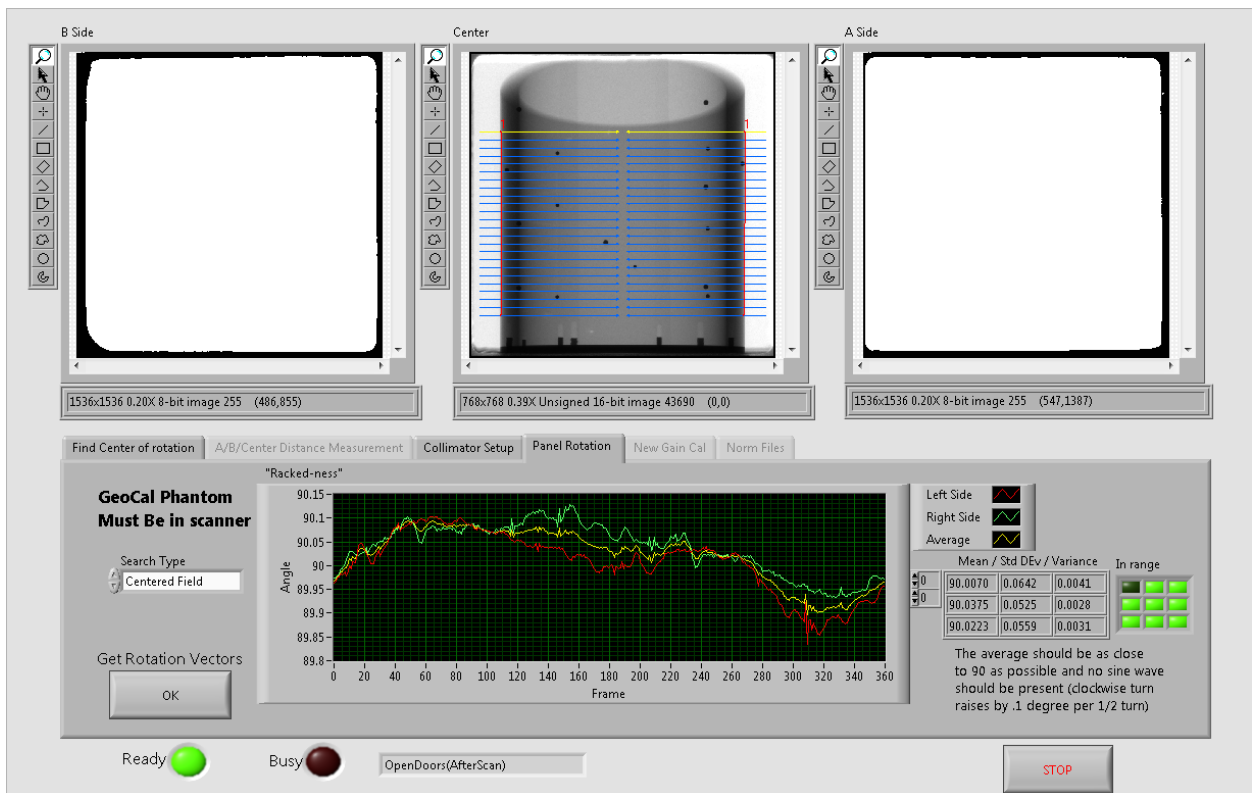 B Side
Center
A Side
1
1
1536x1536 0.20X 8-bit image 255 (486,855)
768x768 0.39X Unsigned 16-bit image 43690 (0,0)
1536x1536 0.20X 8-bit image 255 (547,1387)
Find Center of rotation
A/B/Center Distance Measurement
Collimator Setup
Panel Rotation
New Gain Cal
Norm Files
GeoCal Phantom
Must Be in scanner
Search Type
Centered Field
Get Rotation Vectors
OK
"Racked-ness"
Angle
90.15
90.1
90.05
90
89.95
89.9
89.85
89.8
0 20 40 60 80 100 120 140 160 180 200 220 240 260 280 300 320 340 360
Frame
Left Side
Right Side
Average
Mean / Std DEv / Variance
In range
0
0
90.0070 0.0642 0.0041
90.0375 0.0525 0.0028
90.0223 0.0559 0.0031
The average should be as close
to 90 as possible and no sine wave
should be present (clockwise turn
raises by .1 degree per 1/2 turn)
Ready
Busy
OpenDoors(AfterScan)
STOP